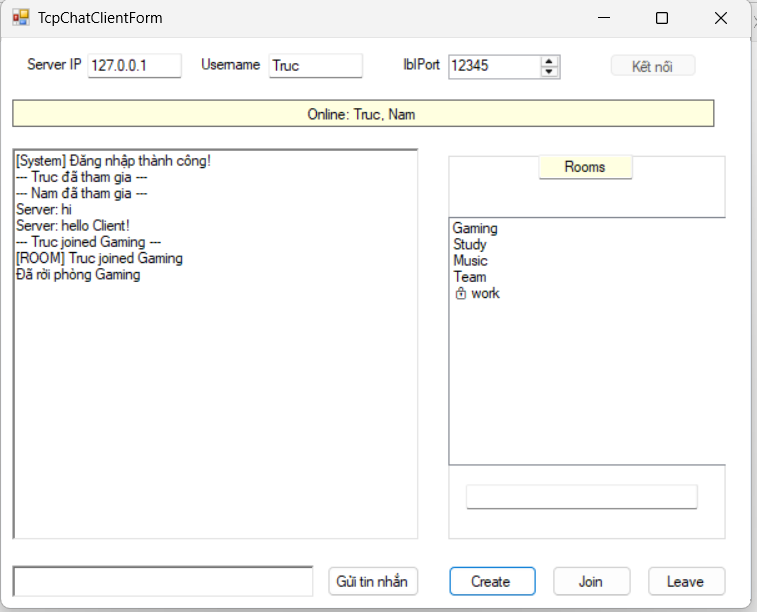 TcpChatClientForm
Server IP 127.0.0.1 Username Truc lblPort 12345 Kết nối
Online: Truc, Nam
[System] Đăng nhập thành công!
--- Truc đã tham gia ---
--- Nam đã tham gia ---
Server: hi
Server: hello Client!
--- Truc joined Gaming ---
[ROOM] Truc joined Gaming
Đã rời phòng Gaming
Rooms
Gaming
Study
Music
Team
🔒 work
Gửi tin nhắn Create Join Leave